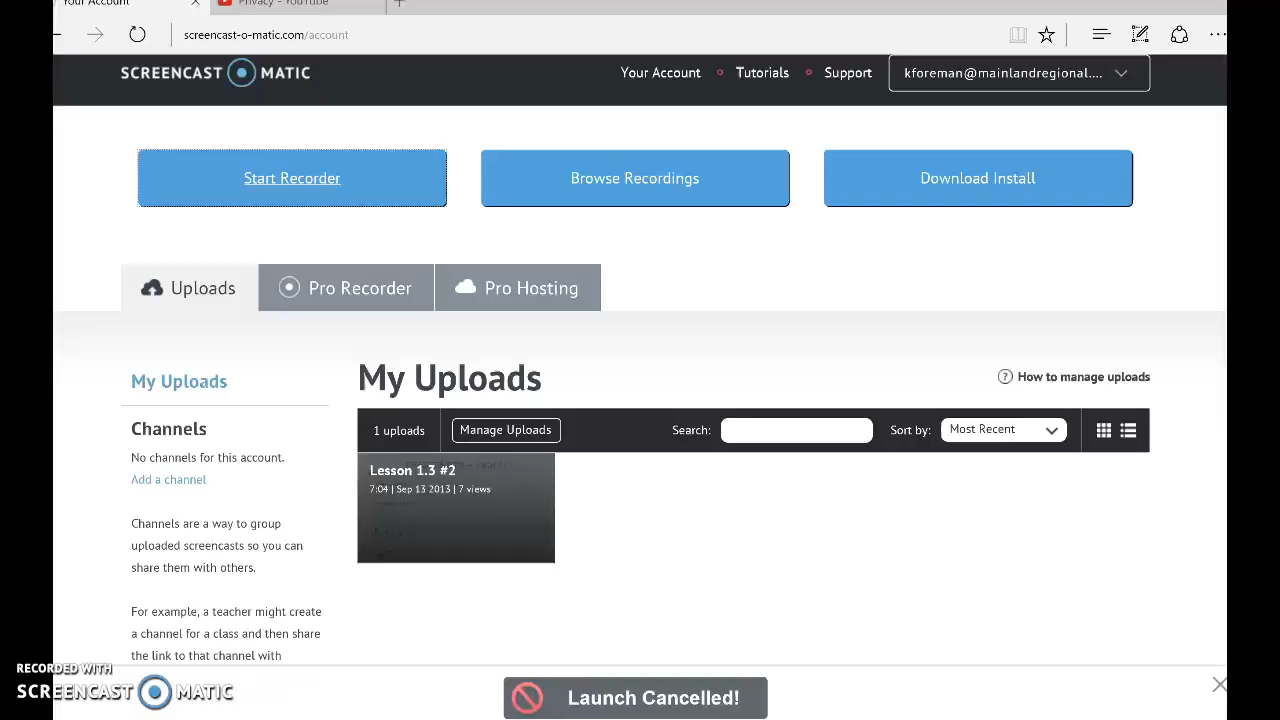 Your Account
Privacy - YouTube
screencast-o-matic.com/account
SCREENCAST MATIC
Your Account
Tutorials
Support
kforeman@mainlandregional....
Start Recorder
Browse Recordings
Download Install
Uploads
Pro Recorder
Pro Hosting
My Uploads
Channels
No channels for this account.
Add a channel
Channels are a way to group
uploaded screencasts so you can
share them with others.
For example, a teacher might create
a channel for a class and then share
the link to that channel with
My Uploads
How to manage uploads
1 uploads
Manage Uploads
Search:
Sort by:
Most Recent
Lesson 1.3 #2
7:04 | Sep 13 2013 | 7 views
RECORDED WITH
SCREENCAST MATIC
Launch Cancelled!